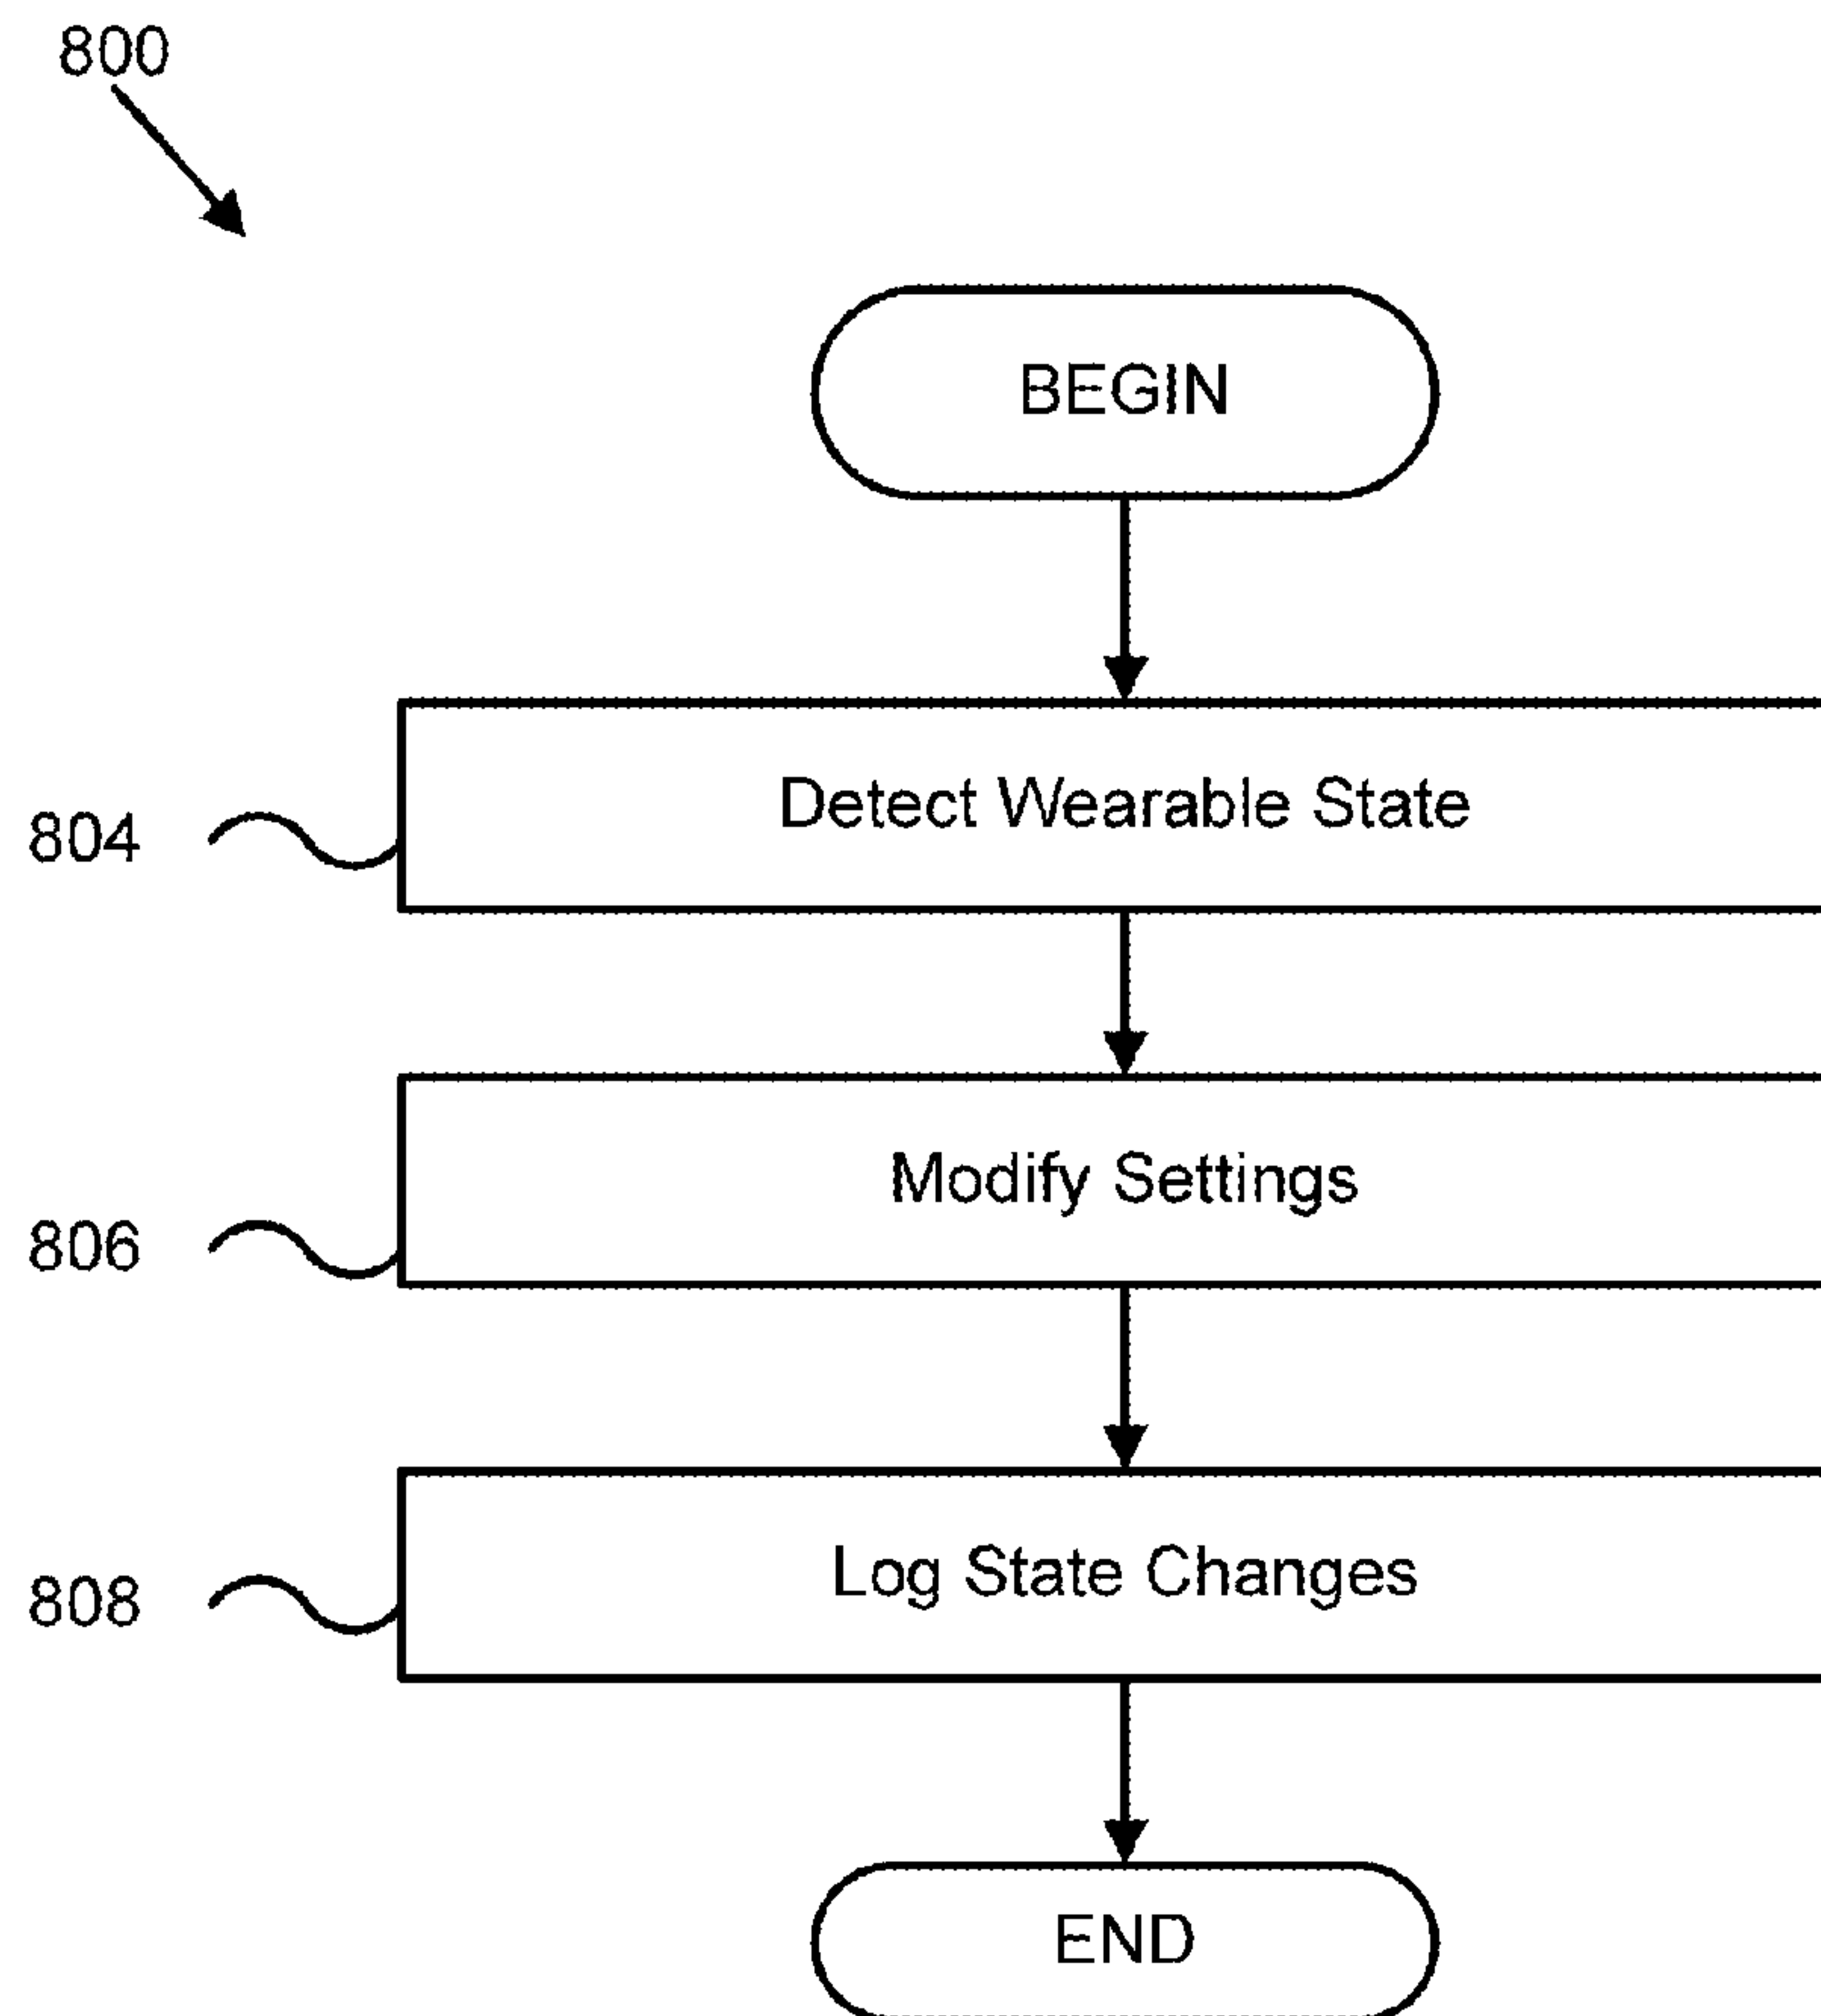 800
BEGIN
Detect Wearable State
804
Modify Settings
806
Log State Changes
808
END